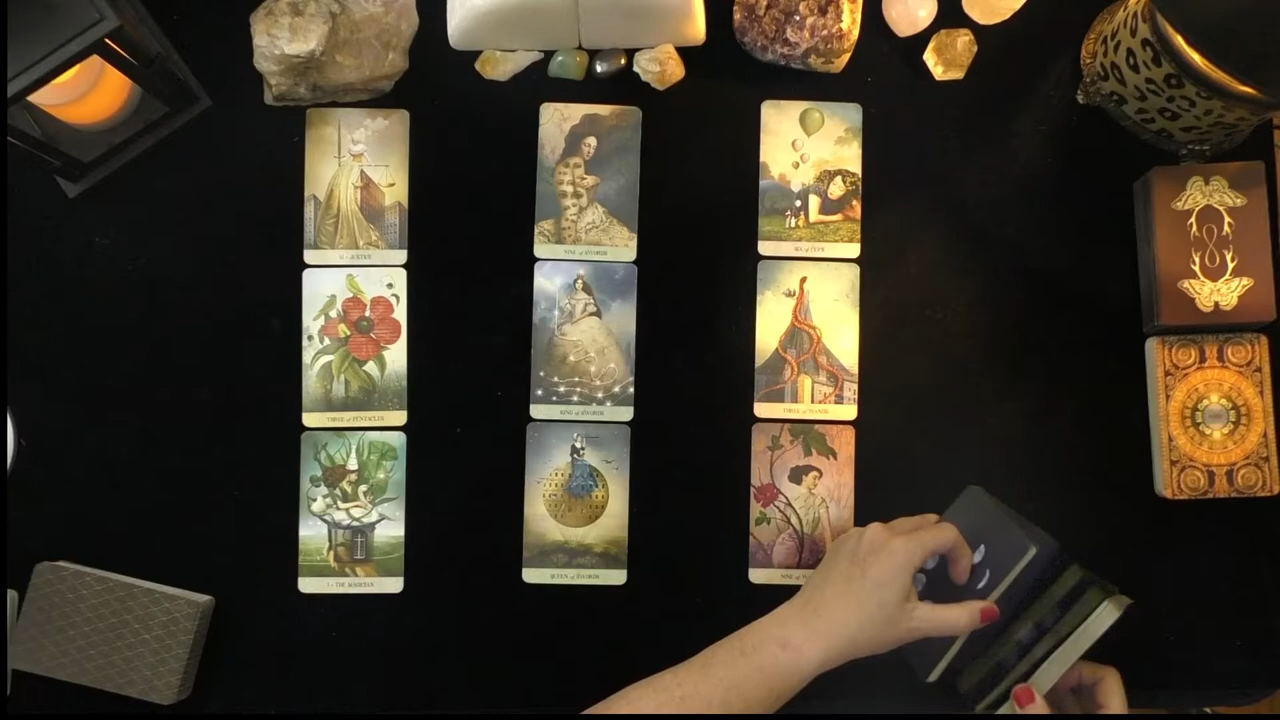 XI • JUSTICE
NINE of SWORDS
SIX of CUPS
THREE of PENTACLES
KING of SWORDS
THREE of WANDS
I • THE MAGICIAN
QUEEN of SWORDS
NINE of